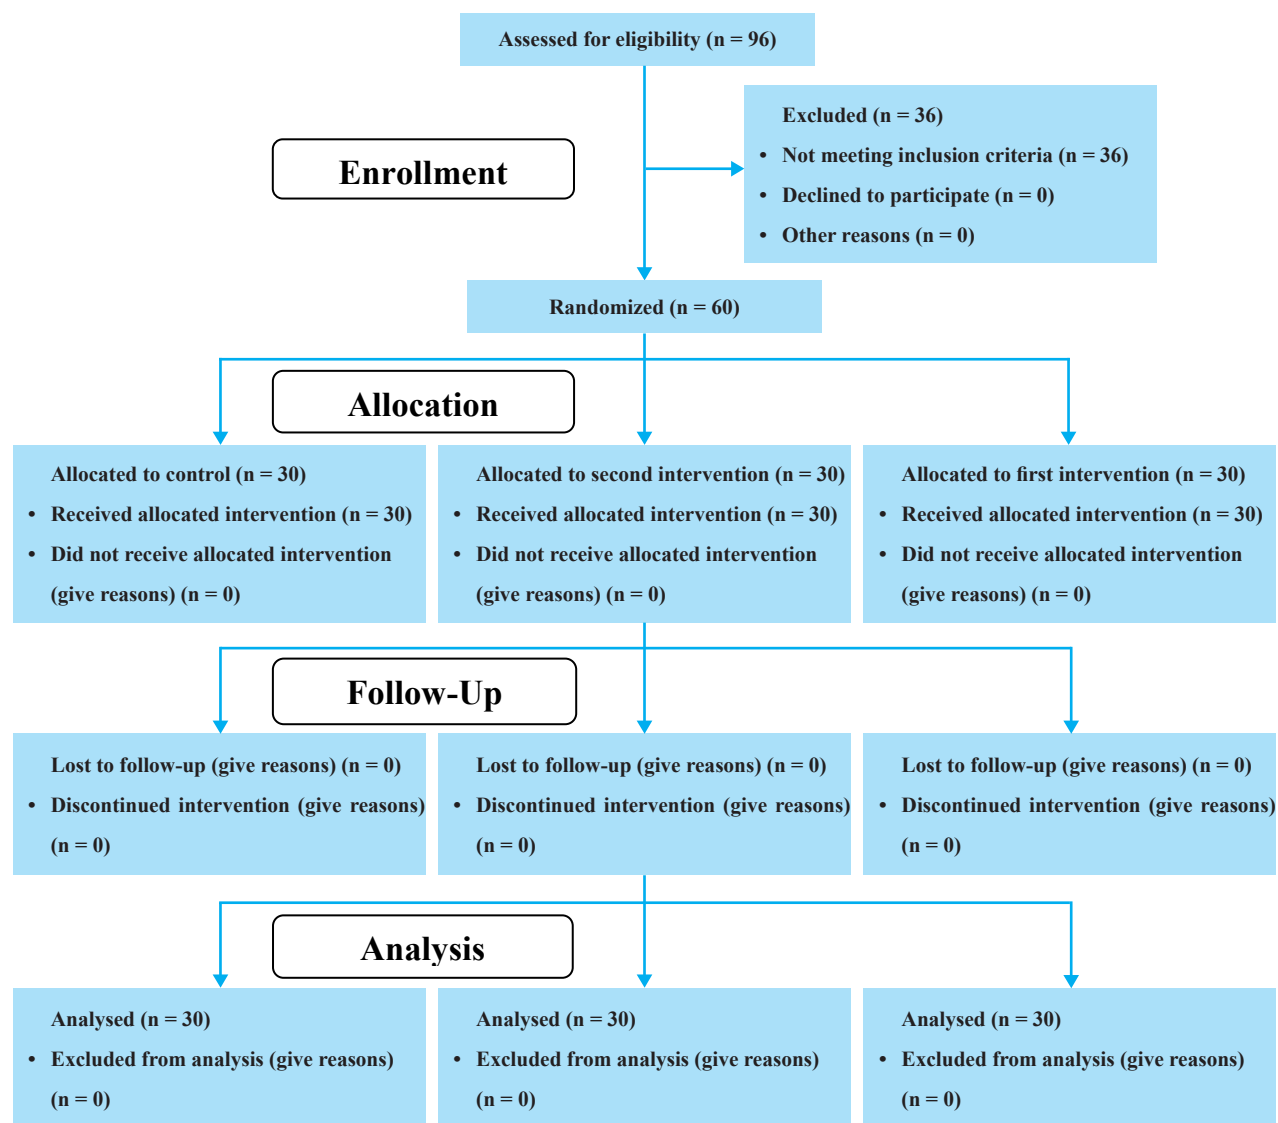 Assessed for eligibility (n = 96)
Excluded (n = 36)
• Not meeting inclusion criteria (n = 36)
• Declined to participate (n = 0)
• Other reasons (n = 0)
Enrollment
Randomized (n = 60)
Allocation
Allocated to control (n = 30)
• Received allocated intervention (n = 30)
• Did not receive allocated intervention
(give reasons) (n = 0)
Allocated to second intervention (n = 30)
• Received allocated intervention (n = 30)
• Did not receive allocated intervention
(give reasons) (n = 0)
Allocated to first intervention (n = 30)
• Received allocated intervention (n = 30)
• Did not receive allocated intervention
(give reasons) (n = 0)
Follow-Up
Lost to follow-up (give reasons) (n = 0)
• Discontinued intervention (give reasons)
(n = 0)
Lost to follow-up (give reasons) (n = 0)
• Discontinued intervention (give reasons)
(n = 0)
Lost to follow-up (give reasons) (n = 0)
• Discontinued intervention (give reasons)
(n = 0)
Analysis
Analysed (n = 30)
• Excluded from analysis (give reasons)
(n = 0)
Analysed (n = 30)
• Excluded from analysis (give reasons)
(n = 0)
Analysed (n = 30)
• Excluded from analysis (give reasons)
(n = 0)